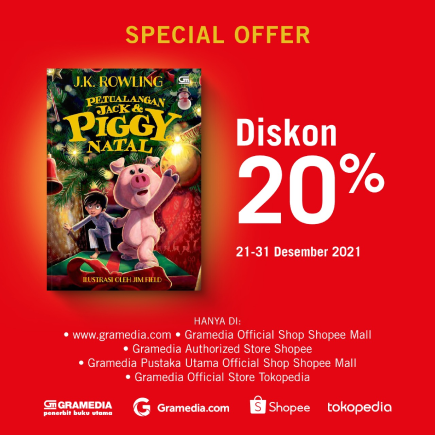 SPECIAL OFFER
J.K. ROWLING
PETUALANGAN
JACK &
PIGGY
NATAL
ILUSTRASI OLEH JIM FIELD
Diskon
20%
21-31 Desember 2021
HANYA DI:
• www.gramedia.com • Gramedia Official Shop Shopee Mall
• Gramedia Authorized Store Shopee
• Gramedia Pustaka Utama Official Shop Shopee Mall
• Gramedia Official Store Tokopedia
GRAMEDIA
penerbit buku utama
Gramedia.com
Shopee
tokopedia